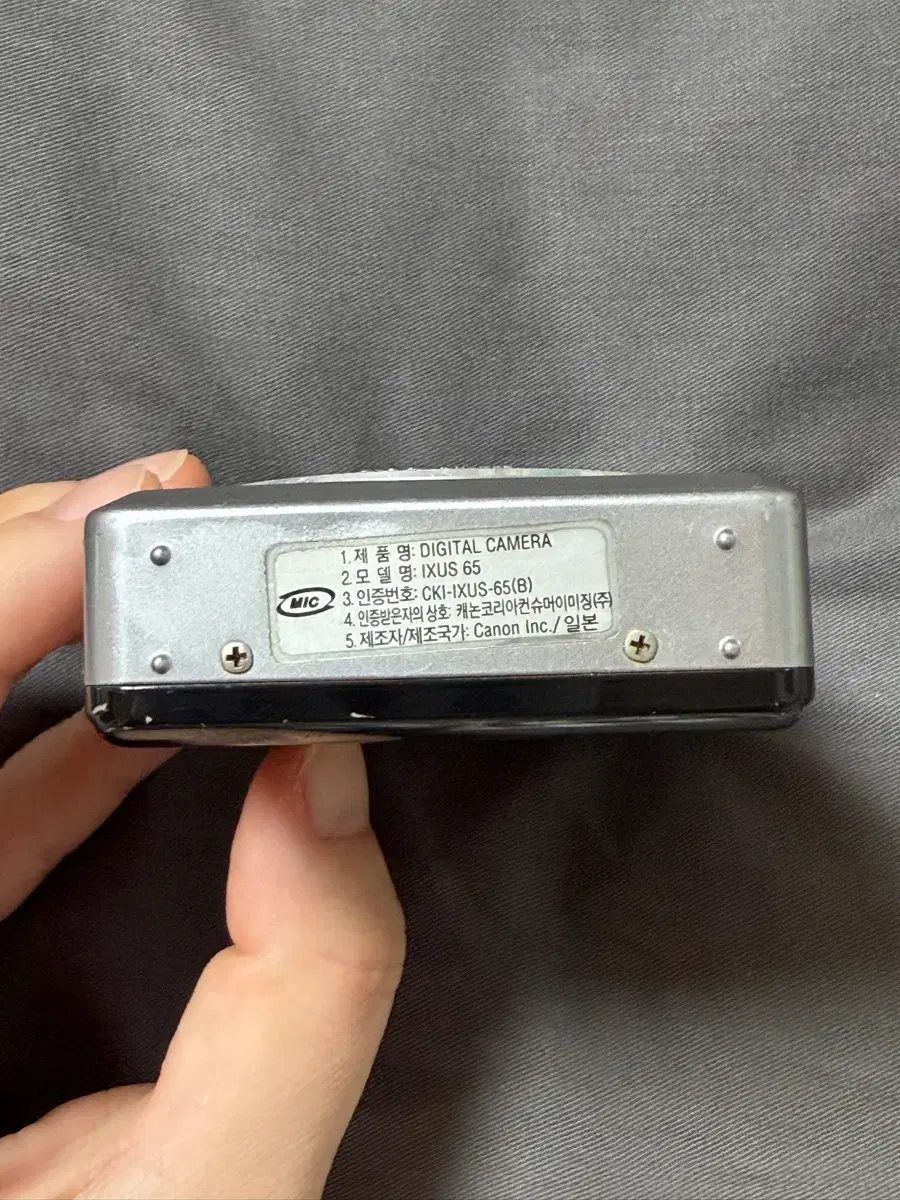 1. 제 품 명: DIGITAL CAMERA
2. 모 델 명: IXUS 65
MIC
3. 인증번호: CKI-IXUS-65(B)
4. 인증받은자의 상호: 캐논코리아컨슈머이미징(주)
5. 제조자/제조국가: Canon Inc./ 일본